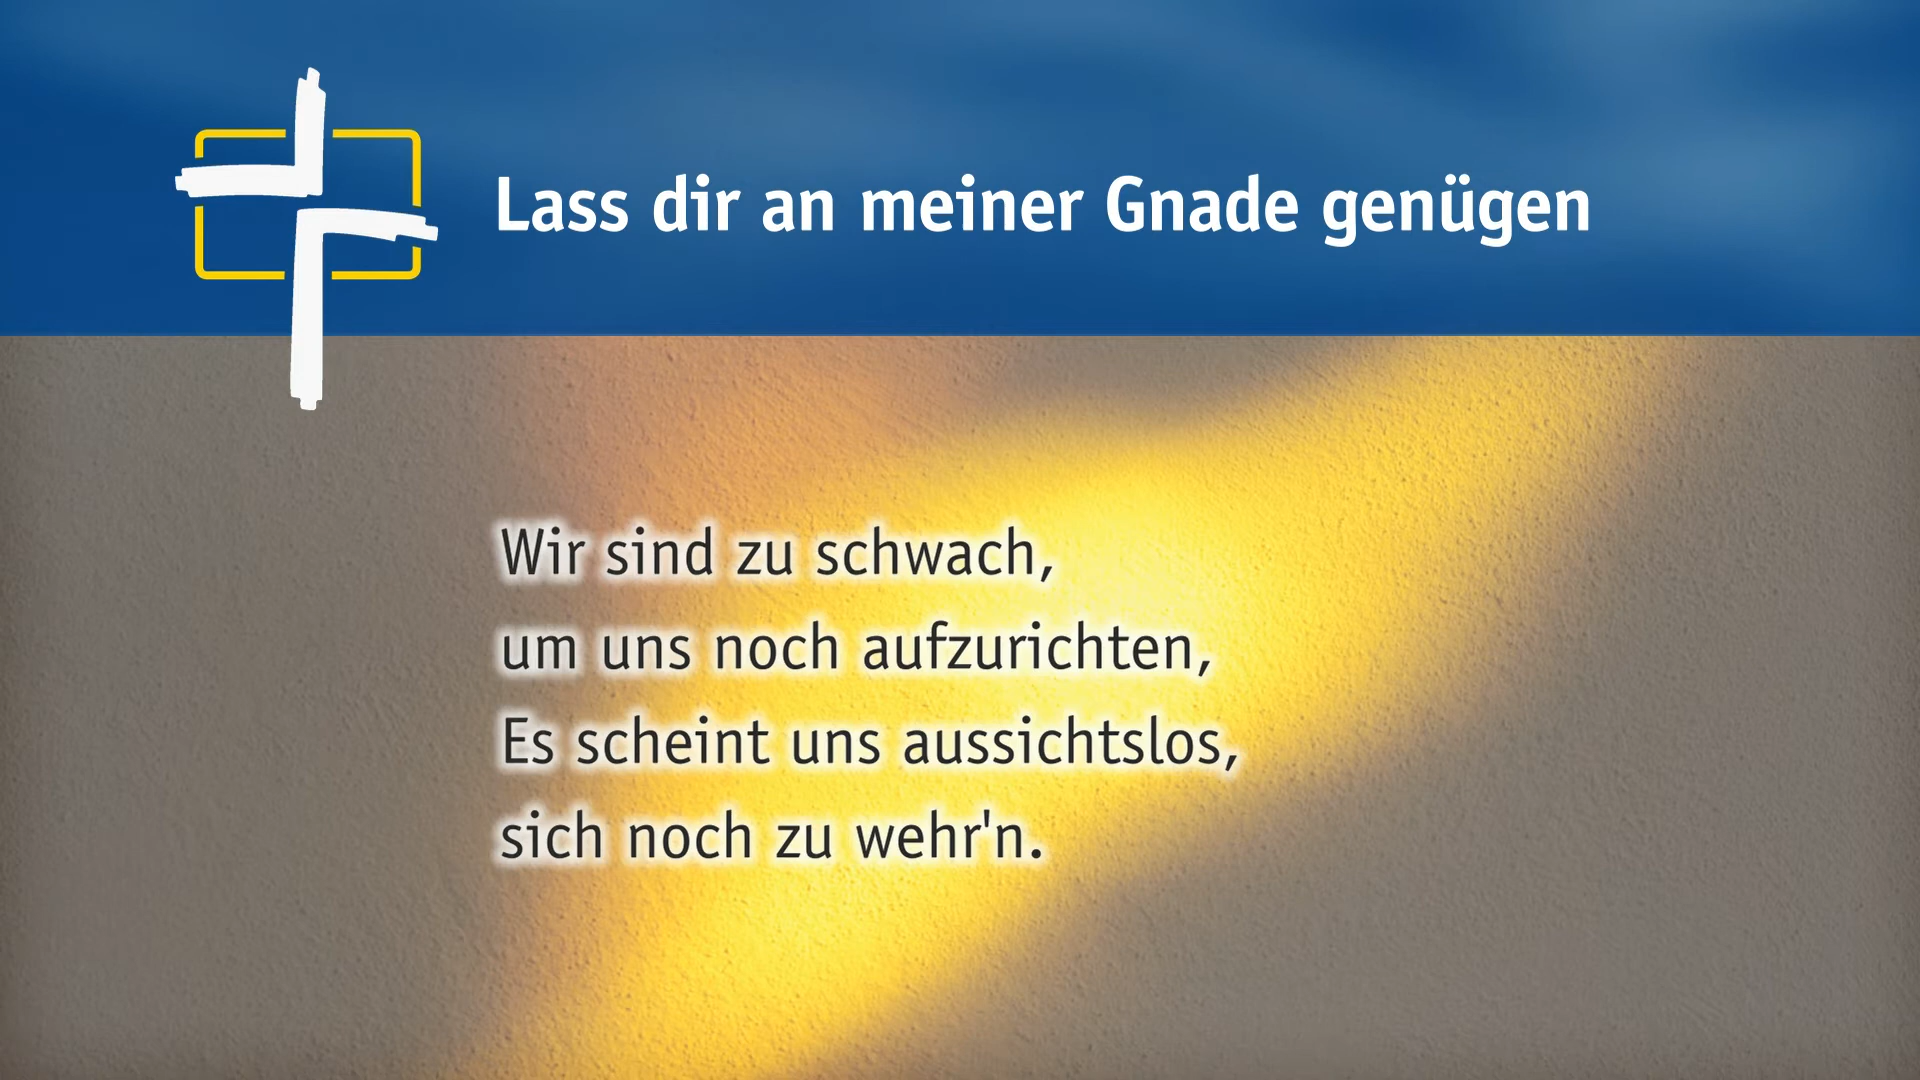 Lass dir an meiner Gnade genügen
Wir sind zu schwach,
um uns noch aufzurichten,
Es scheint uns aussichtslos,
sich noch zu wehr'n.